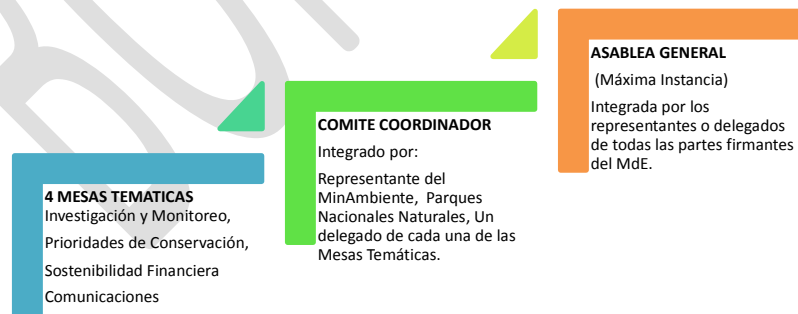 4 MESAS TEMATICAS
Investigación y Monitoreo,
Prioridades de Conservación,
Sostenibilidad Financiera
Comunicaciones
COMITE COORDINADOR
Integrado por:
Representante del
MinAmbiente, Parques
Nacionales Naturales, Un
delegado de cada una de las
Mesas Temáticas.
ASABLEA GENERAL
(Máxima Instancia)
Integrada por los
representantes o delegados
de todas las partes firmantes
del MdE.